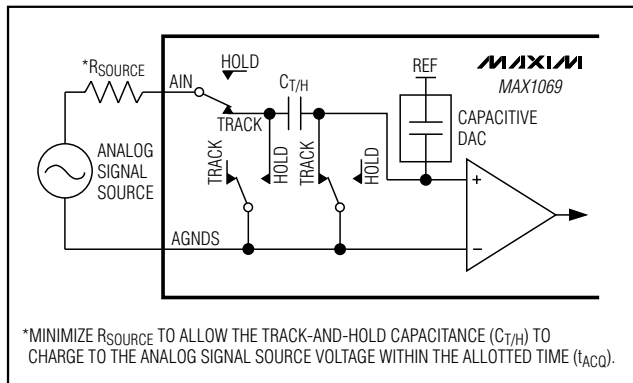 *RSOURCE
HOLD
AIN
CT/H
REF
MAXIM
MAX1069
TRACK
CAPACITIVE
DAC
ANALOG
SIGNAL
SOURCE
TRACK
HOLD
TRACK
HOLD
+
−
AGNDS
*MINIMIZE RSOURCE TO ALLOW THE TRACK-AND-HOLD CAPACITANCE (CT/H) TO
CHARGE TO THE ANALOG SIGNAL SOURCE VOLTAGE WITHIN THE ALLOTTED TIME (tACQ).